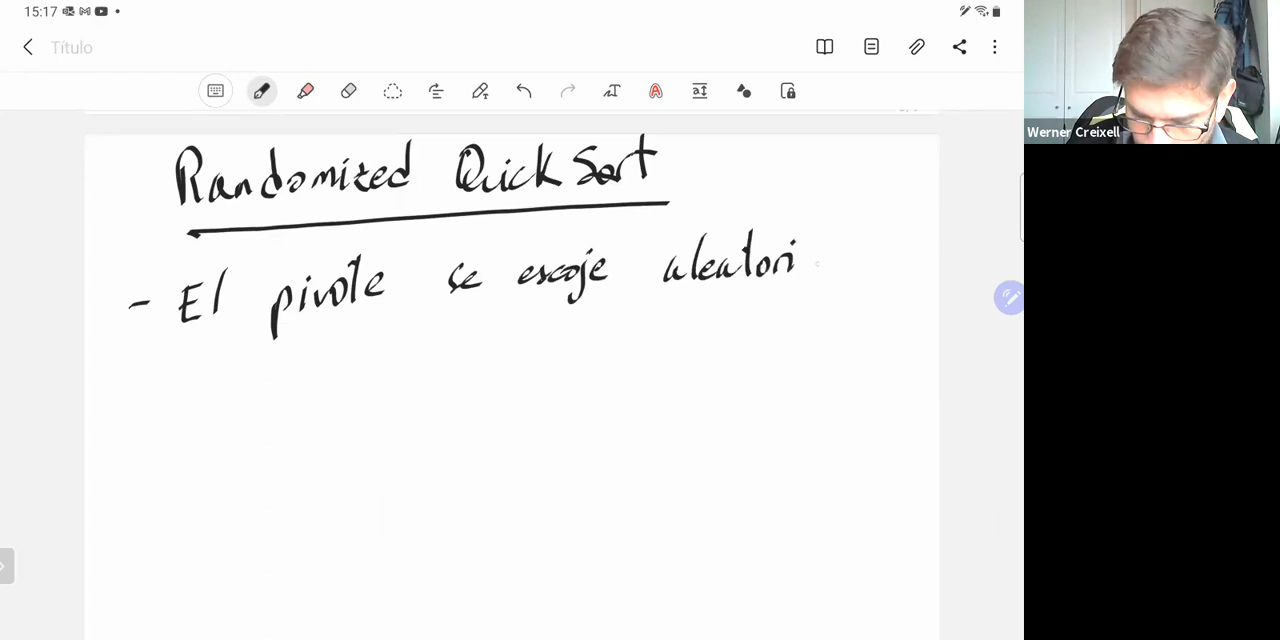 15:17
Título
Werner Creixell
Randomized QuickSort
- El pivote se escoje aleatori